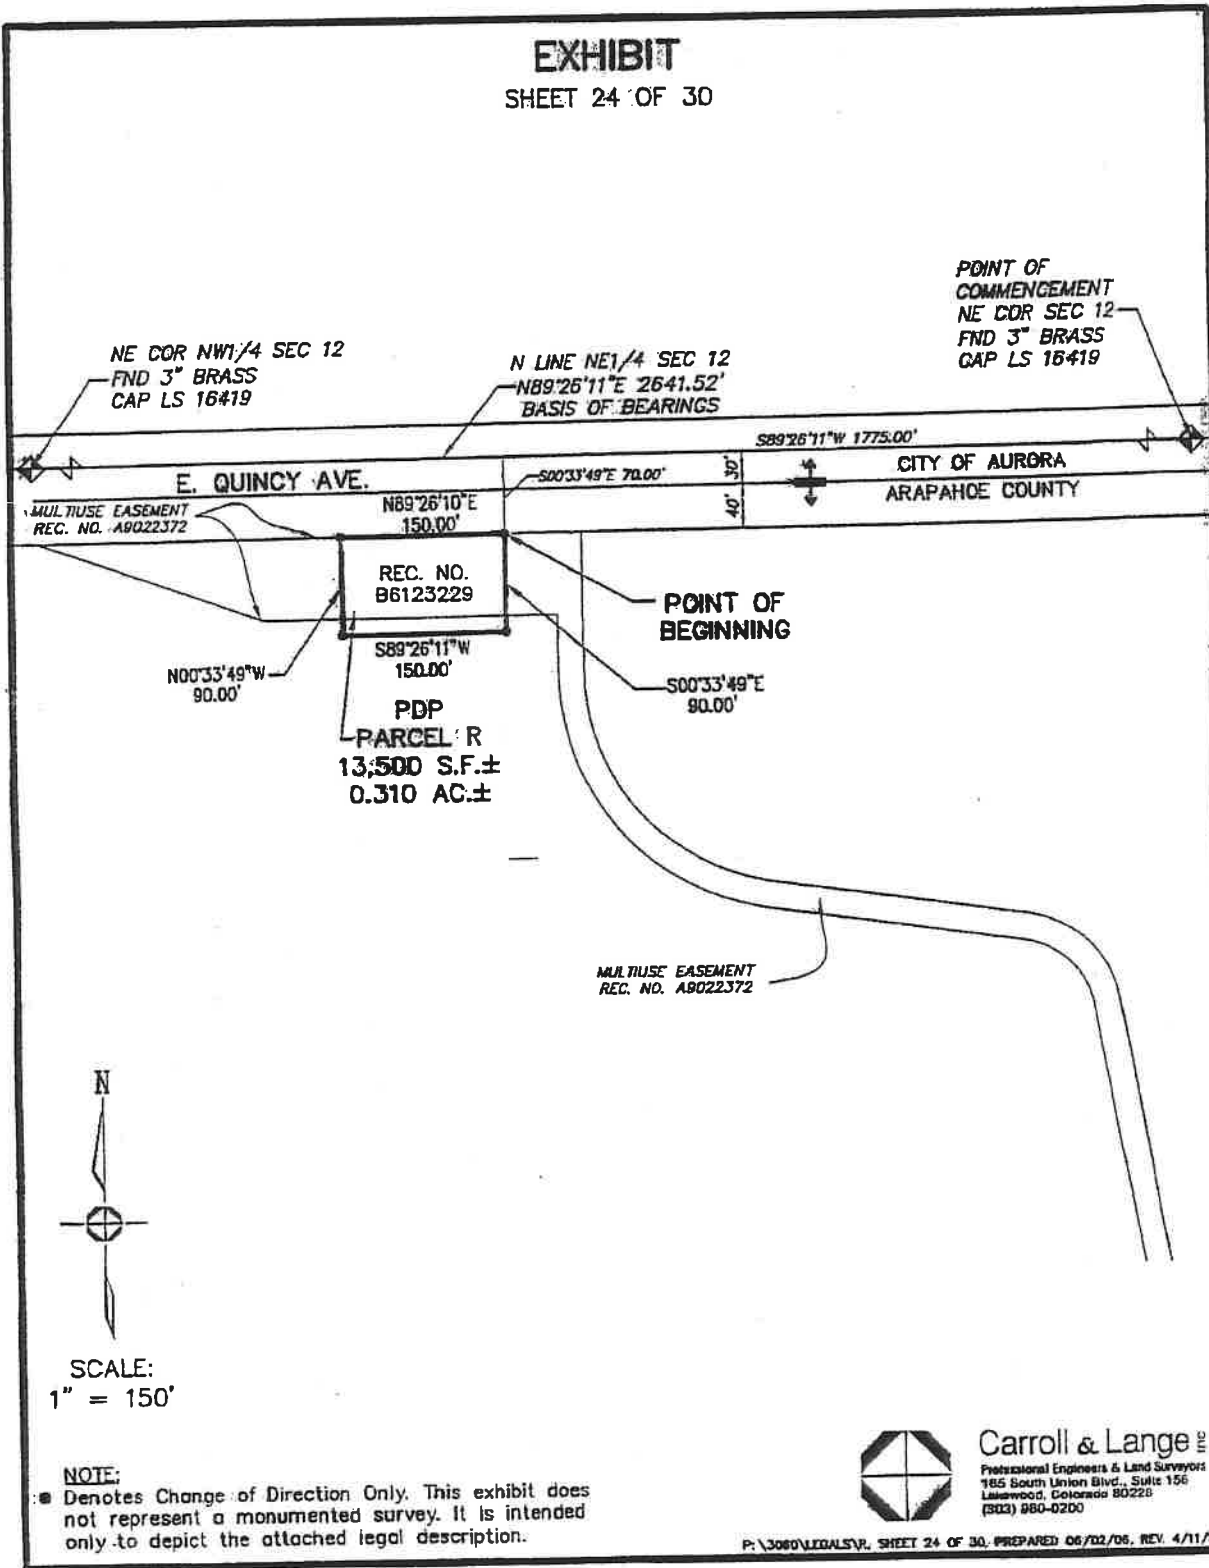 EXHIBIT
SHEET 24 OF 30
POINT OF
COMMENCEMENT
NE COR SEC 12
FND 3" BRASS
CAP LS 16419
NE COR NW1/4 SEC 12
FND 3" BRASS
CAP LS 16419
N LINE NE1/4 SEC 12
N89°26'11"E 2641.52'
BASIS OF BEARINGS
S89°26'11"W 1775.00'
E. QUINCY AVE.
S00°33'49"E 70.00'
30'
40'
CITY OF AURORA
ARAPAHOE COUNTY
MULTIUSE EASEMENT
REC. NO. A9022372
N89°26'10"E
150.00'
REC. NO.
B6123229
POINT OF
BEGINNING
N00°33'49"W
90.00'
S89°26'11"W
150.00'
S00°33'49"E
90.00'
PDP
PARCEL R
13,500 S.F.±
0.310 AC.±
MULTIUSE EASEMENT
REC. NO. A9022372
N
SCALE:
1" = 150'
NOTE:
Denotes Change of Direction Only. This exhibit does
not represent a monumented survey. It is intended
only to depict the attached legal description.
Carroll & Lange Inc
Professional Engineers & Land Surveyors
165 South Union Blvd., Suite 156
Lakewood, Colorado 80228
(303) 980-0200
SHEET 24 OF 30, PREPARED 06/02/06, REV. 4/11/